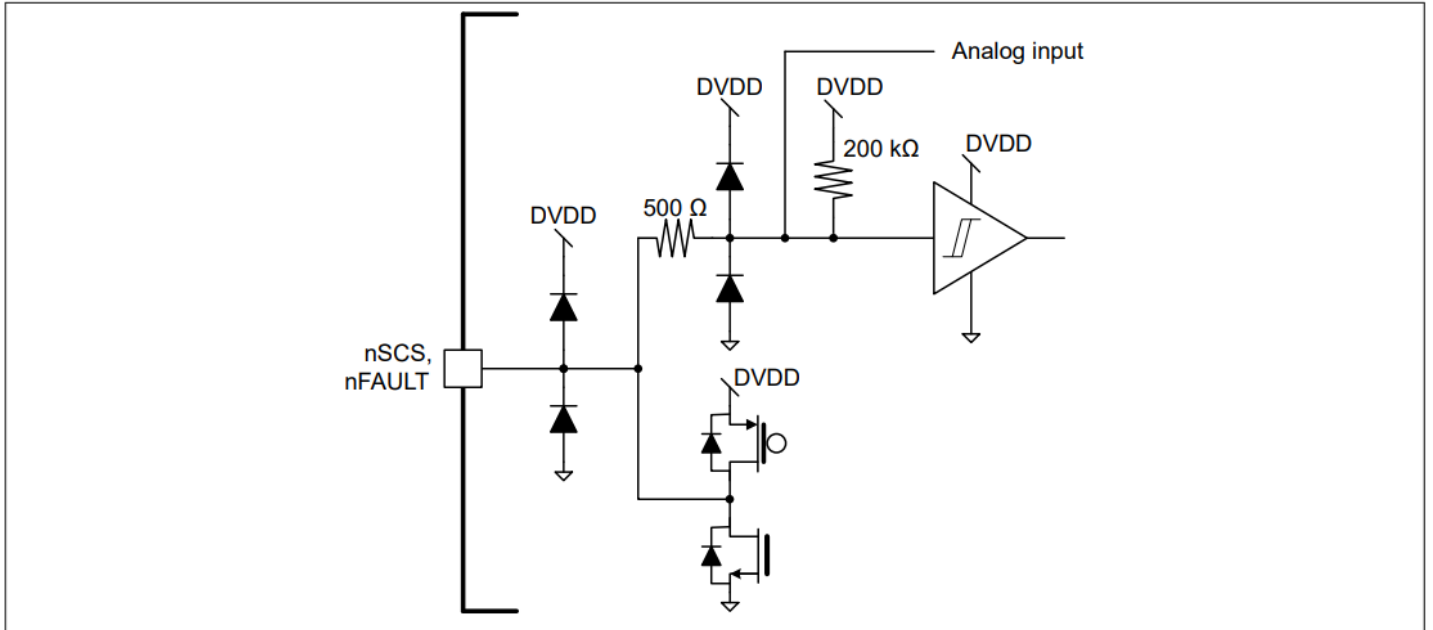 Analog input
DVDD
DVDD
200 kΩ
DVDD
500 Ω
DVDD
nSCS,
nFAULT
DVDD